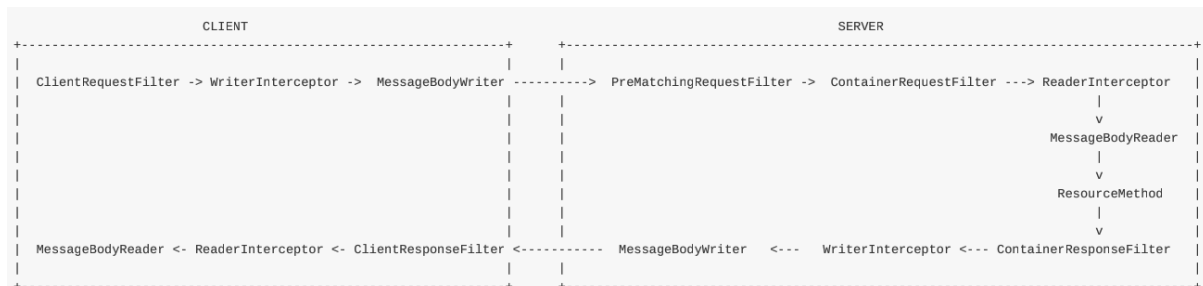 CLIENT SERVER
+----------------------------------------------------------------+ +-----------------------------------------------------------------------------------+
| | | |
| ClientRequestFilter -> WriterInterceptor -> MessageBodyWriter ----------> PreMatchingRequestFilter -> ContainerRequestFilter ---> ReaderInterceptor |
| | | | |
| | | v |
| | | MessageBodyReader |
| | | | |
| | | v |
| | | ResourceMethod |
| | | | |
| | | v |
| MessageBodyReader <- ReaderInterceptor <- ClientResponseFilter <----------- MessageBodyWriter <--- WriterInterceptor <--- ContainerResponseFilter |
| | | |
+----------------------------------------------------------------+ +-----------------------------------------------------------------------------------+